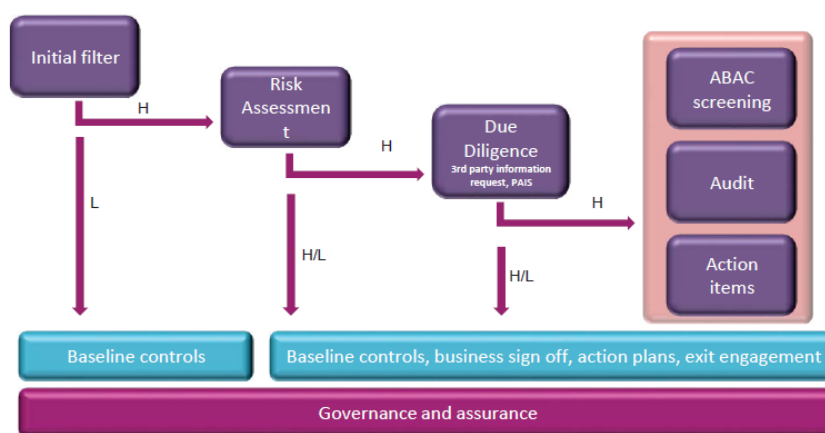 Initial filter
H
Risk
Assessmen
t
H
Due
Diligence
3rd party information
request, PAIS
H
ABAC
screening
Audit
Action
items
L
H/L
H/L
Baseline controls
Baseline controls, business sign off, action plans, exit engagement
Governance and assurance